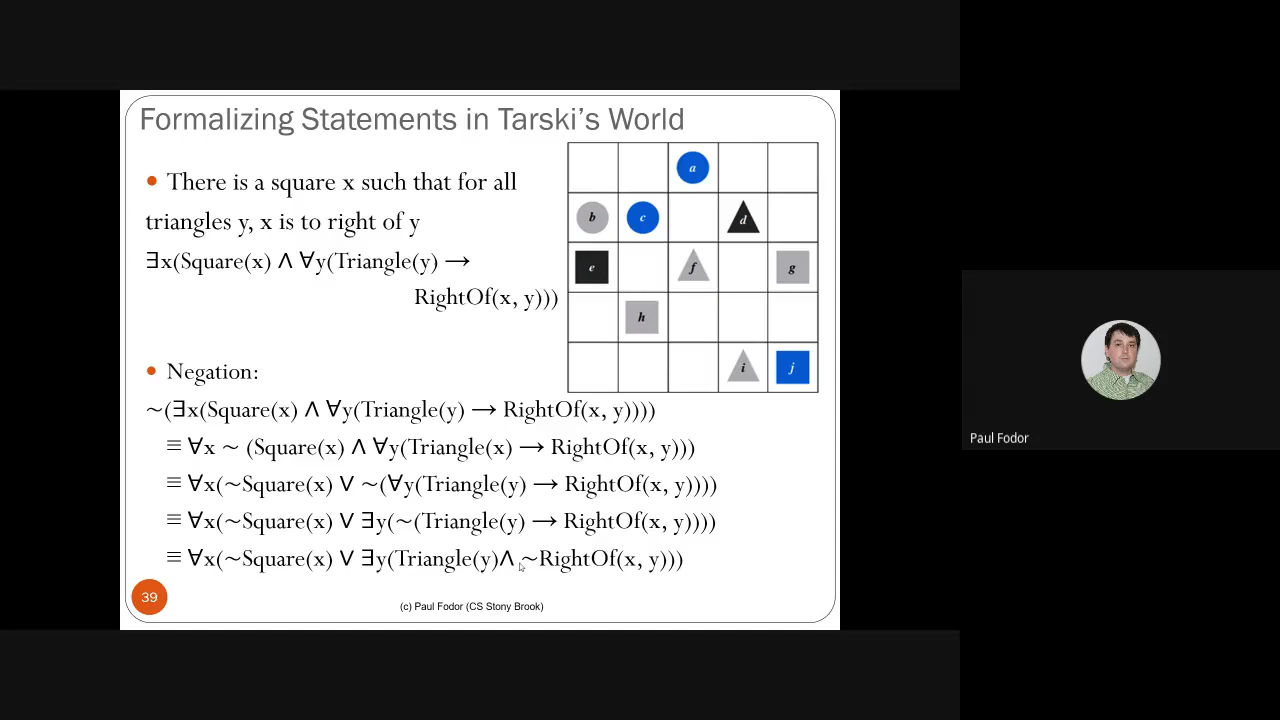 Formalizing Statements in Tarski's World
• There is a square x such that for all
triangles y, x is to right of y
∃x(Square(x) ∧ ∀y(Triangle(y) →
RightOf(x, y)))
a
b c d
e f g
h
i j
• Negation:
~(∃x(Square(x) ∧ ∀y(Triangle(y) → RightOf(x, y))))
≡ ∀x ~ (Square(x) ∧ ∀y(Triangle(x) → RightOf(x, y)))
≡ ∀x(~Square(x) ∨ ~(∀y(Triangle(y) → RightOf(x, y))))
≡ ∀x(~Square(x) ∨ ∃y(~(Triangle(y) → RightOf(x, y))))
≡ ∀x(~Square(x) ∨ ∃y(Triangle(y)∧ ~RightOf(x, y)))
39
(c) Paul Fodor (CS Stony Brook)
Paul Fodor